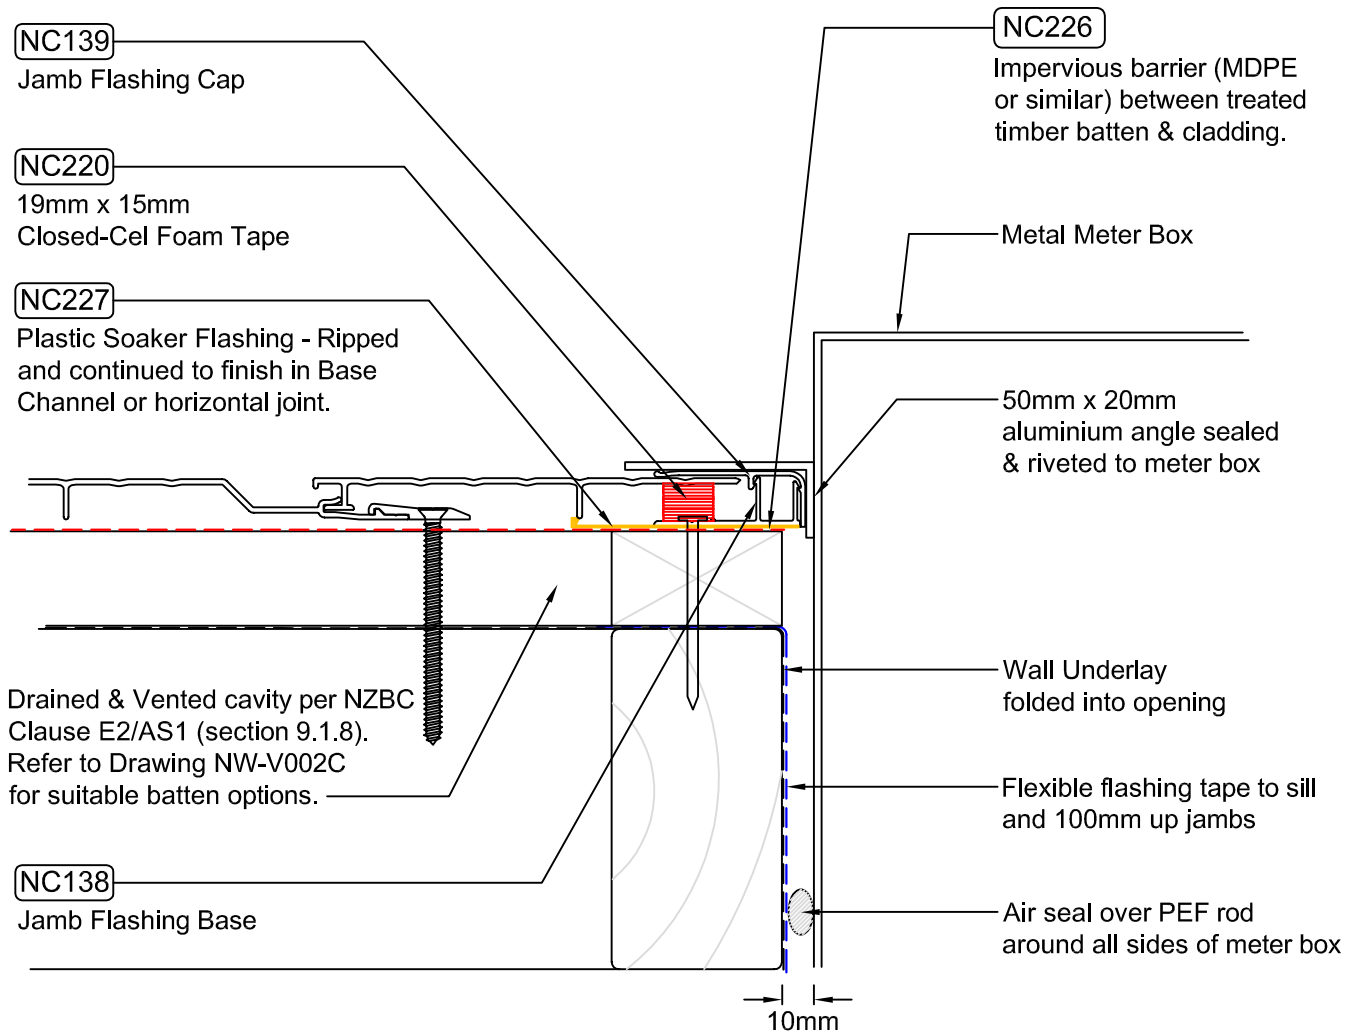 NC139
Jamb Flashing Cap
NC220
19mm x 15mm
Closed-Cel Foam Tape
NC227
Plastic Soaker Flashing - Ripped
and continued to finish in Base
Channel or horizontal joint.
Drained & Vented cavity per NZBC
Clause E2/AS1 (section 9.1.8).
Refer to Drawing NW-V002C
for suitable batten options.
NC138
Jamb Flashing Base
NC226
Impervious barrier (MDPE
or similar) between treated
timber batten & cladding.
Metal Meter Box
50mm x 20mm
aluminium angle sealed
& riveted to meter box
Wall Underlay
folded into opening
Flexible flashing tape to sill
and 100mm up jambs
Air seal over PEF rod
around all sides of meter box
10mm